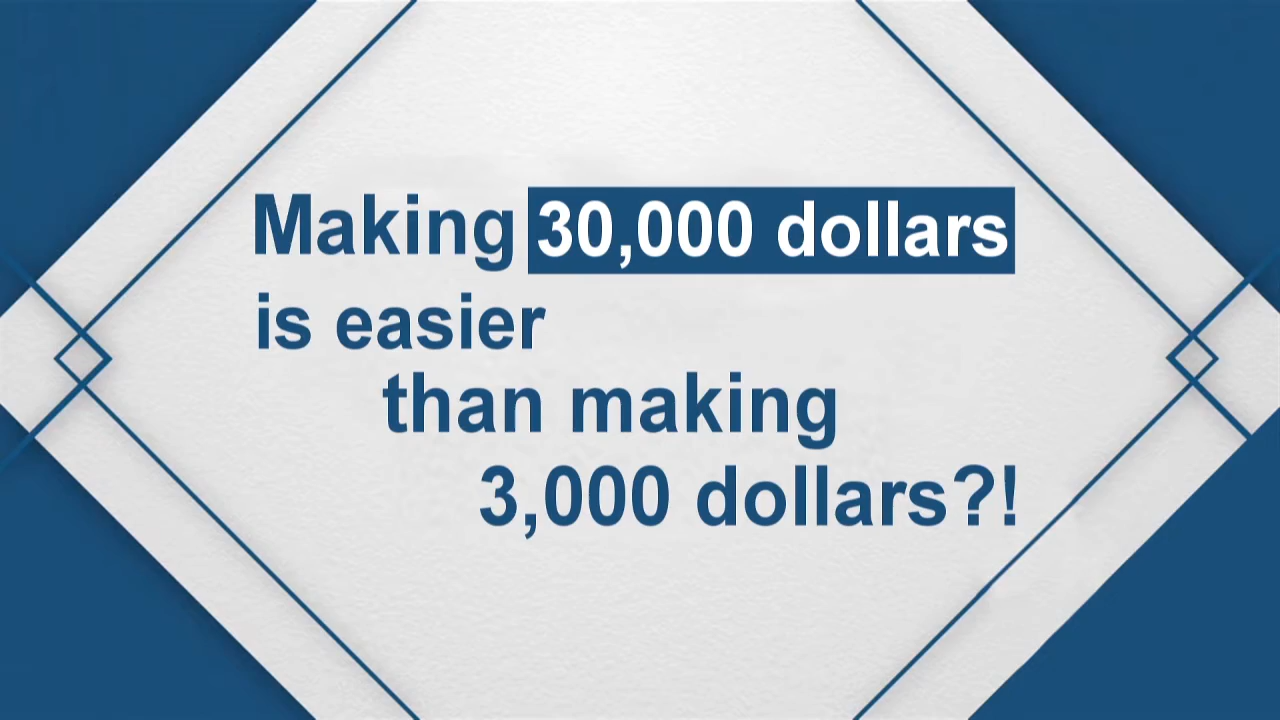 Making 30,000 dollars
is easier
than making
3,000 dollars?!